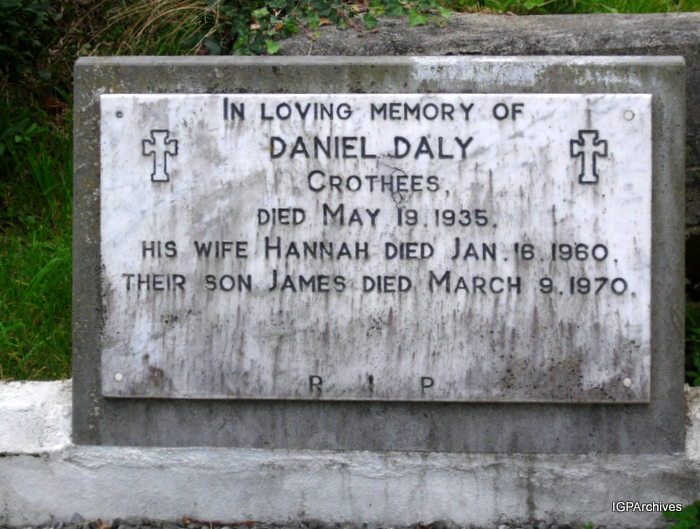 IN LOVING MEMORY OF
DANIEL DALY
CROTHEES,
DIED MAY 19. 1935.
HIS WIFE HANNAH DIED JAN. 16. 1960.
THEIR SON JAMES DIED MARCH 9. 1970.
R I P
IGPArchives